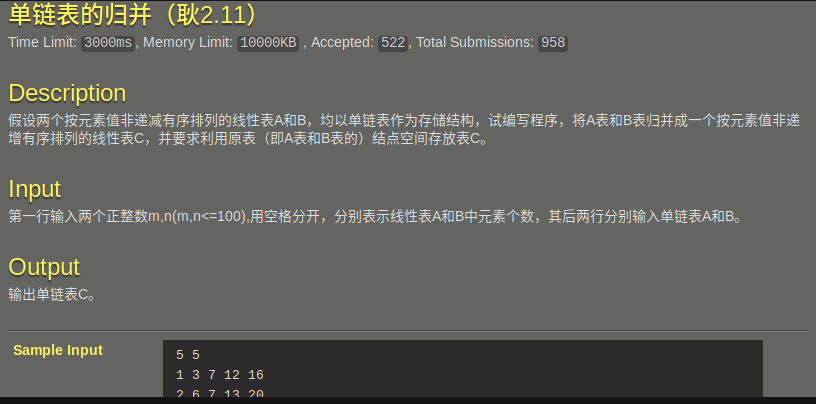 单链表的归并（耿2.11）
Time Limit: 3000ms, Memory Limit: 10000KB , Accepted: 522, Total Submissions: 958
Description
假设两个按元素值非递减有序排列的线性表A和B，均以单链表作为存储结构，试编写程序，将A表和B表归并成一个按元素值非递
增有序排列的线性表C，并要求利用原表（即A表和B表的）结点空间存放表C。
Input
第一行输入两个正整数m,n(m,n<=100),用空格分开，分别表示线性表A和B中元素个数，其后两行分别输入单链表A和B。
Output
输出单链表C。
Sample Input
5 5
1 3 7 12 16
2 6 7 13 20